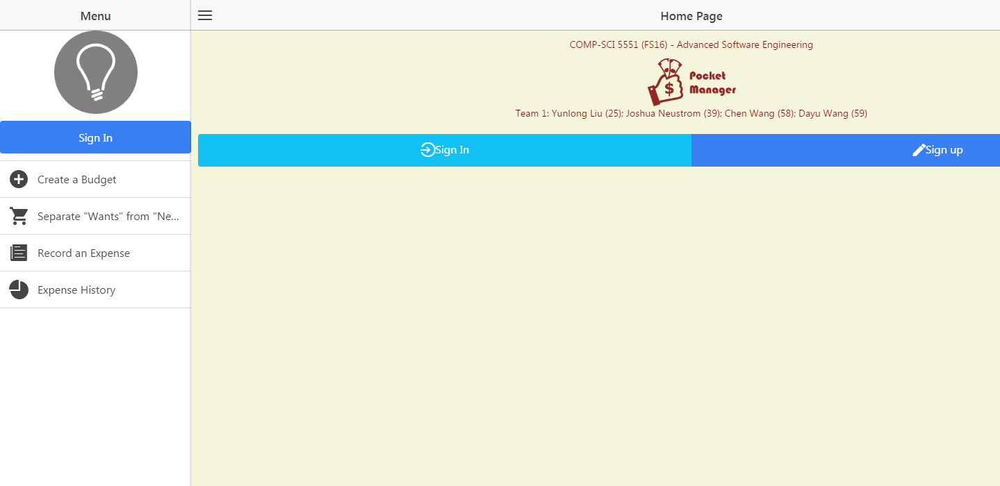 Menu
Sign In
Create a Budget
Separate "Wants" from "Ne...
Record an Expense
Expense History
Home Page
COMP-SCI 5551 (FS16) - Advanced Software Engineering
$
Pocket
Manager
Team 1: Yunlong Liu (25); Joshua Neustrom (39); Chen Wang (58); Dayu Wang (59)
Sign In
Sign up